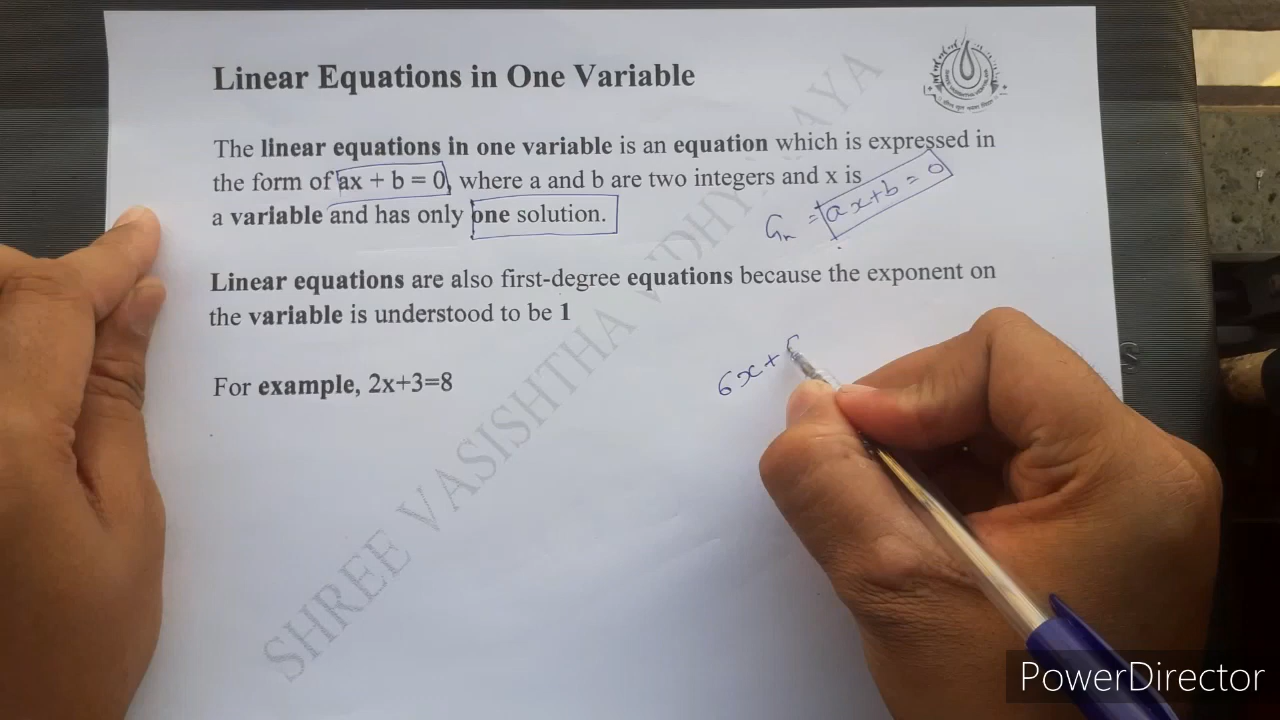 Linear Equations in One Variable
The linear equations in one variable is an equation which is expressed in
the form of ax + b = 0, where a and b are two integers and x is
a variable and has only one solution.
ax+b = 0
Linear equations are also first-degree equations because the exponent on
the variable is understood to be 1
6x+
For example, 2x+3=8
SHREE VASISHTHA VIDHYALAYA
PowerDirector